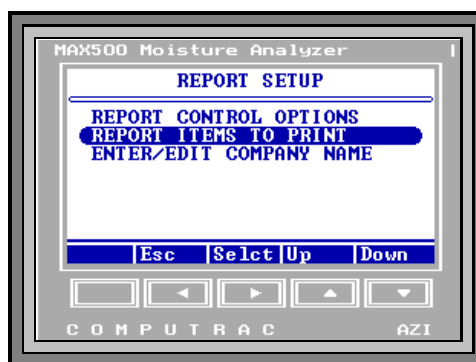 MAX500 Moisture Analyzer
REPORT SETUP
REPORT CONTROL OPTIONS
REPORT ITEMS TO PRINT
ENTER/EDIT COMPANY NAME
Esc Selct Up Down
COMPUTRAC AZI